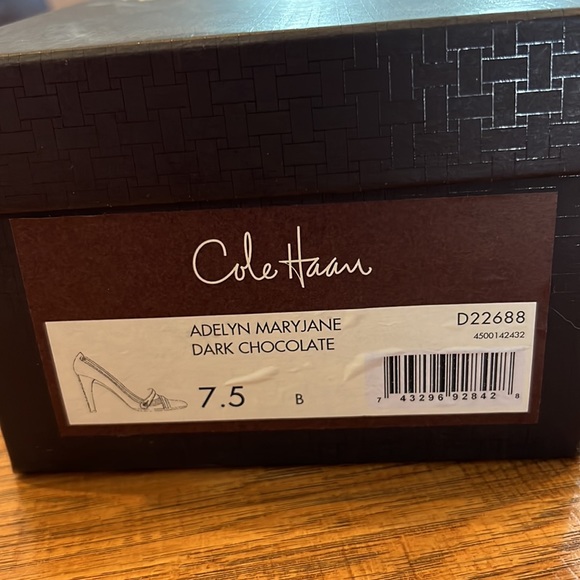 Cole Haan
ADELYN MARYJANE
DARK CHOCOLATE
7.5 B
D22688
4500142432
7 43296 92842 8